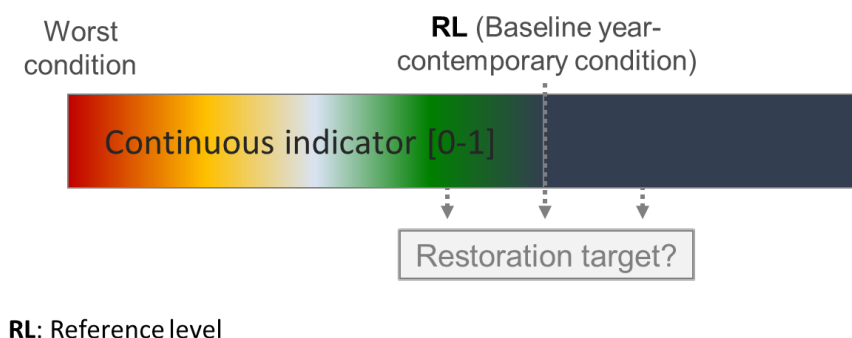 Worst
condition
RL (Baseline year-
contemporary condition)
Continuous indicator [0-1]
Restoration target?
RL: Reference level